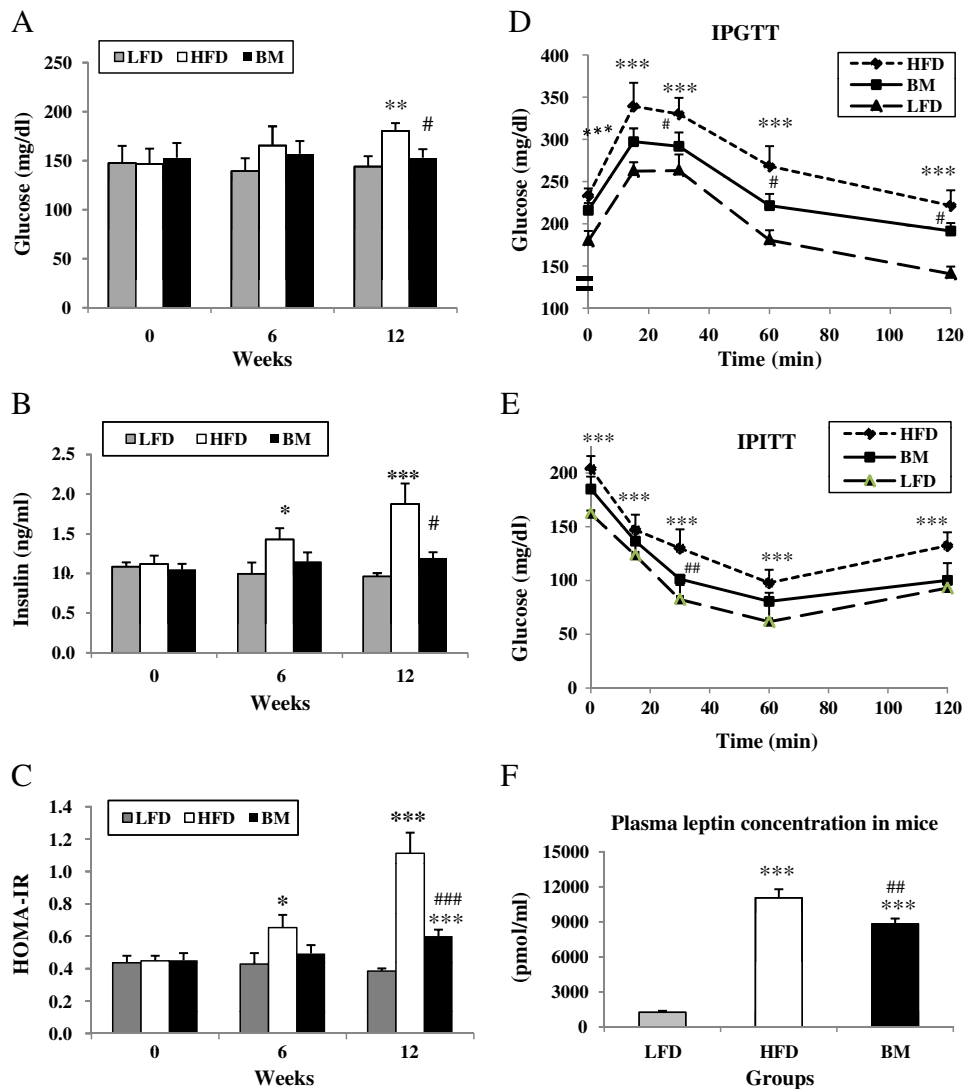 A
LFD HFD BM
Glucose (mg/dl)
250
200
150
100
50
0
** #
0 6 12
Weeks
B
LFD HFD BM
Insulin (ng/ml)
2.5
2.0
1.5
1.0
0.5
0.0
* *** #
0 6 12
Weeks
C
LFD HFD BM
HOMA-IR
1.4
1.2
1.0
0.8
0.6
0.4
0.2
0.0
* *** ###
***
0 6 12
Weeks
D
IPGTT
HFD
BM
LFD
Glucose (mg/dl)
400
350
300
250
200
150
100
*** *** *** *** ***
# # #
0 20 40 60 80 100 120
Time (min)
E
IPITT
HFD
BM
LFD
Glucose (mg/dl)
200
150
100
50
0
*** *** *** *** ***
##
0 20 40 60 80 100 120
Time (min)
F
Plasma leptin concentration in mice
(pmol/ml)
15000
12000
9000
6000
3000
0
*** ##
***
LFD HFD BM
Groups